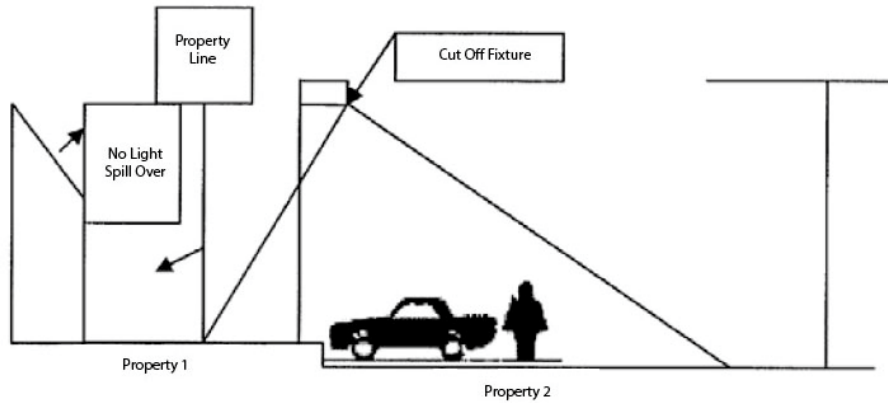 Property
Line
Cut Off Fixture
No Light
Spill Over
Property 1
Property 2